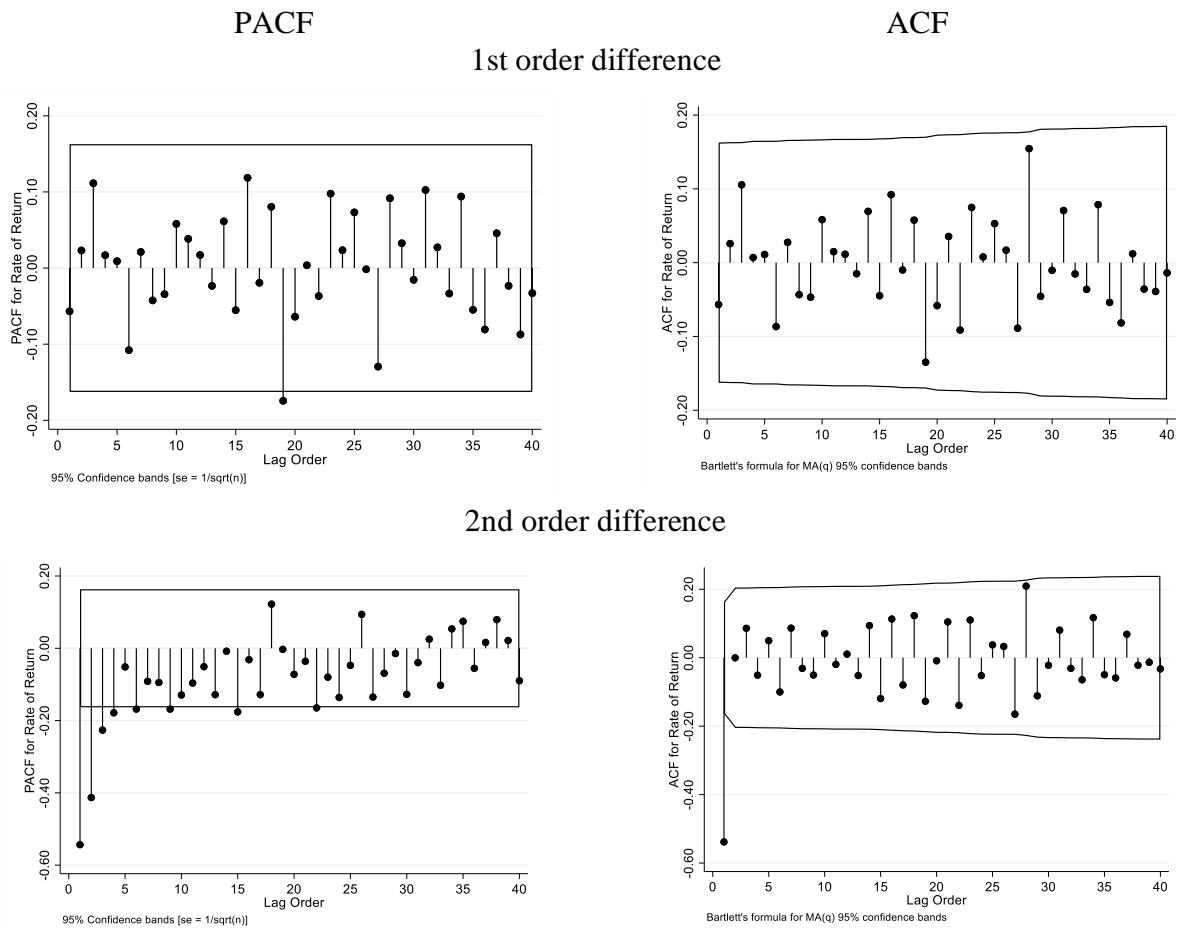 PACF ACF
1st order difference
PACF for Rate of Return
0.20
0.10
0.00
-0.10
-0.20
0 5 10 15 20 25 30 35 40
Lag Order
95% Confidence bands [se = 1/sqrt(n)]
ACF for Rate of Return
0.20
0.10
0.00
-0.10
-0.20
0 5 10 15 20 25 30 35 40
Lag Order
Bartlett's formula for MA(q) 95% confidence bands
2nd order difference
PACF for Rate of Return
0.20
0.00
-0.20
-0.40
-0.60
0 5 10 15 20 25 30 35 40
Lag Order
95% Confidence bands [se = 1/sqrt(n)]
ACF for Rate of Return
0.20
0.00
-0.20
-0.40
-0.60
0 5 10 15 20 25 30 35 40
Lag Order
Bartlett's formula for MA(q) 95% confidence bands